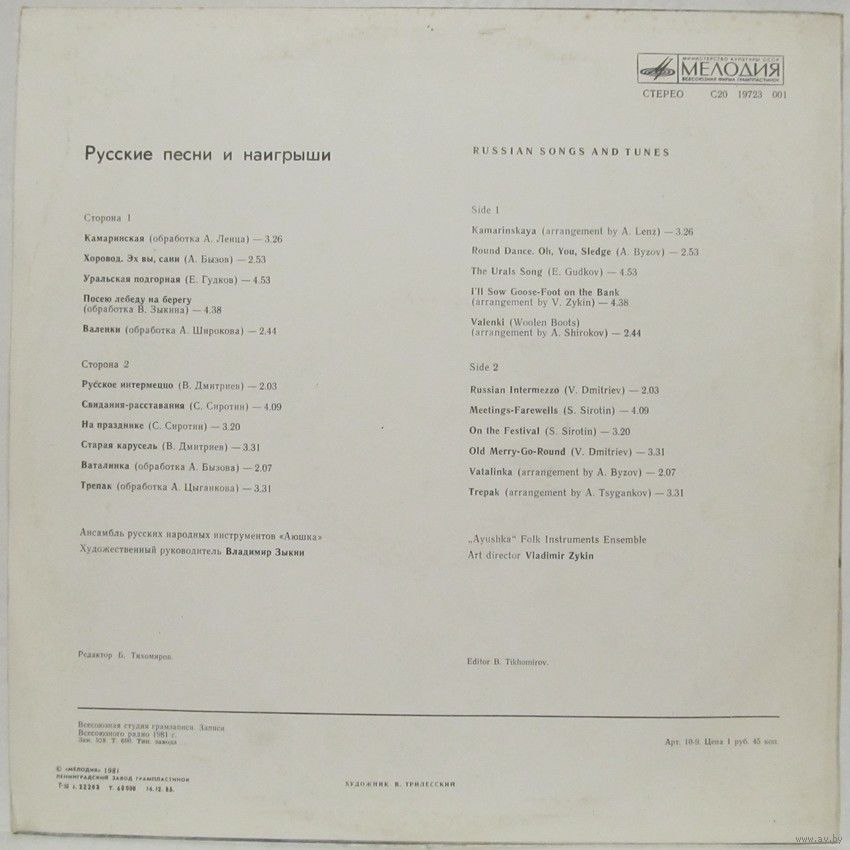 МИНИСТЕРСТВО КУЛЬТУРЫ СССР
МЕЛОДИЯ
ВСЕСОЮЗНАЯ ФИРМА ГРАМПЛАСТИНОК
СТЕРЕО С20 19723 001
Русские песни и наигрыши
Сторона 1
Камаринская (обработка А. Ленца) — 3.26
Хоровод. Эх вы, сани (А. Бызов) — 2.53
Уральская подгорная (Е. Гудков) — 4.53
Посею лебеду на берегу
(обработка В. Зыкина) — 4.38
Валенки (обработка А. Широкова) — 2.44
Сторона 2
Русское интермеццо (В. Дмитриев) — 2.03
Свидания-расставания (С. Сиротин) — 4.09
На празднике (С. Сиротин) — 3.20
Старая карусель (В. Дмитриев) — 3.31
Ваталинка (обработка А. Бызова) — 2.07
Трепак (обработка А. Цыганкова) — 3.31
Ансамбль русских народных инструментов «Аюшка»
Художественный руководитель Владимир Зыкин
Редактор Б. Тихомиров.
RUSSIAN SONGS AND TUNES
Side 1
Kamarinskaya (arrangement by A. Lenz) — 3.26
Round Dance. Oh, You, Sledge (A. Byzov) — 2.53
The Urals Song (E. Gudkov) — 4.53
I'll Sow Goose-Foot on the Bank
(arrangement by V. Zykin) — 4.38
Valenki (Woolen Boots)
(arrangement by A. Shirokov) — 2.44
Side 2
Russian Intermezzo (V. Dmitriev) — 2.03
Meetings-Farewells (S. Sirotin) — 4.09
On the Festival (S. Sirotin) — 3.20
Old Merry-Go-Round (V. Dmitriev) — 3.31
Vatalinka (arrangement by A. Byzov) — 2.07
Trepak (arrangement by A. Tsygankov) — 3.31
„Ayushka“ Folk Instruments Ensemble
Art director Vladimir Zykin
Editor B. Tikhomirov.
Всесоюзная студия грамзаписи. Записи
Всесоюзного радио 1981 г.
Зак. Т. 600. Тип. завода
Арт. 10-9. Цена 1 руб. 45 коп.
© «МЕЛОДИЯ» 1981
ЛЕНИНГРАДСКИЙ ЗАВОД ГРАМПЛАСТИНОК
Т. 16.12.85.
ХУДОЖНИК В. ТРИЛЕССКИЙ
www.ay.by